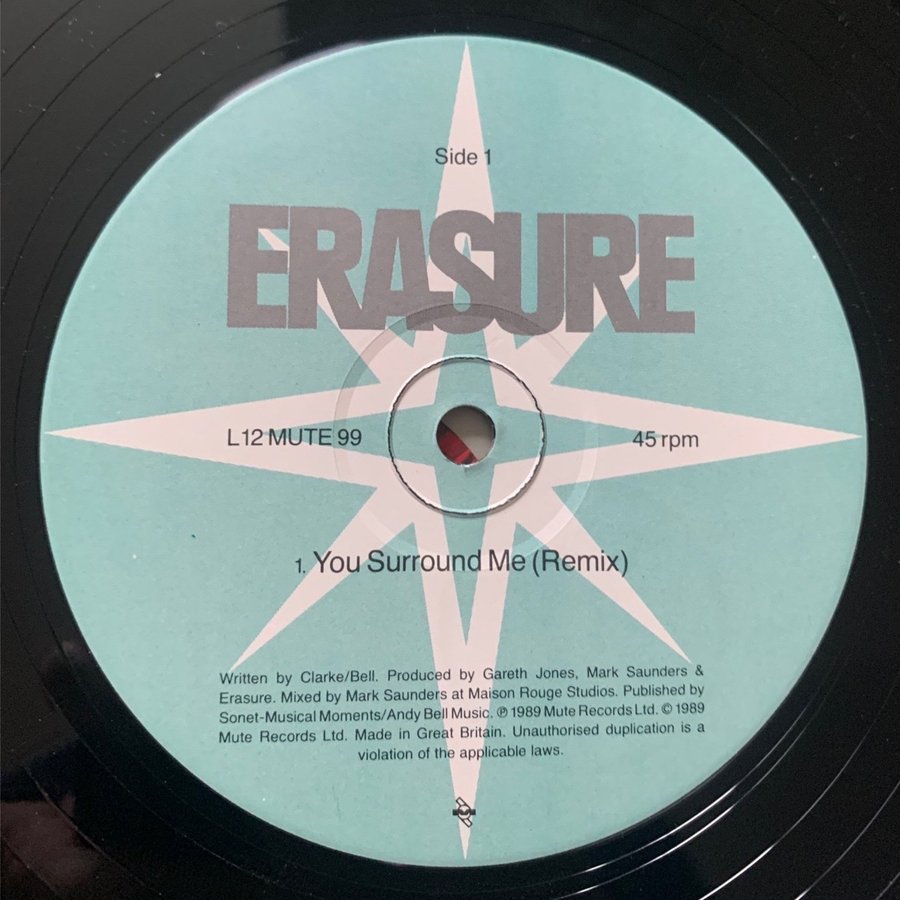 Side 1
ERASURE
L12 MUTE 99
45 rpm
1. You Surround Me (Remix)
Written by Clarke/Bell. Produced by Gareth Jones, Mark Saunders &
Erasure. Mixed by Mark Saunders at Maison Rouge Studios. Published by
Sonet-Musical Moments/Andy Bell Music. ℗ 1989 Mute Records Ltd. © 1989
Mute Records Ltd. Made in Great Britain. Unauthorised duplication is a
violation of the applicable laws.